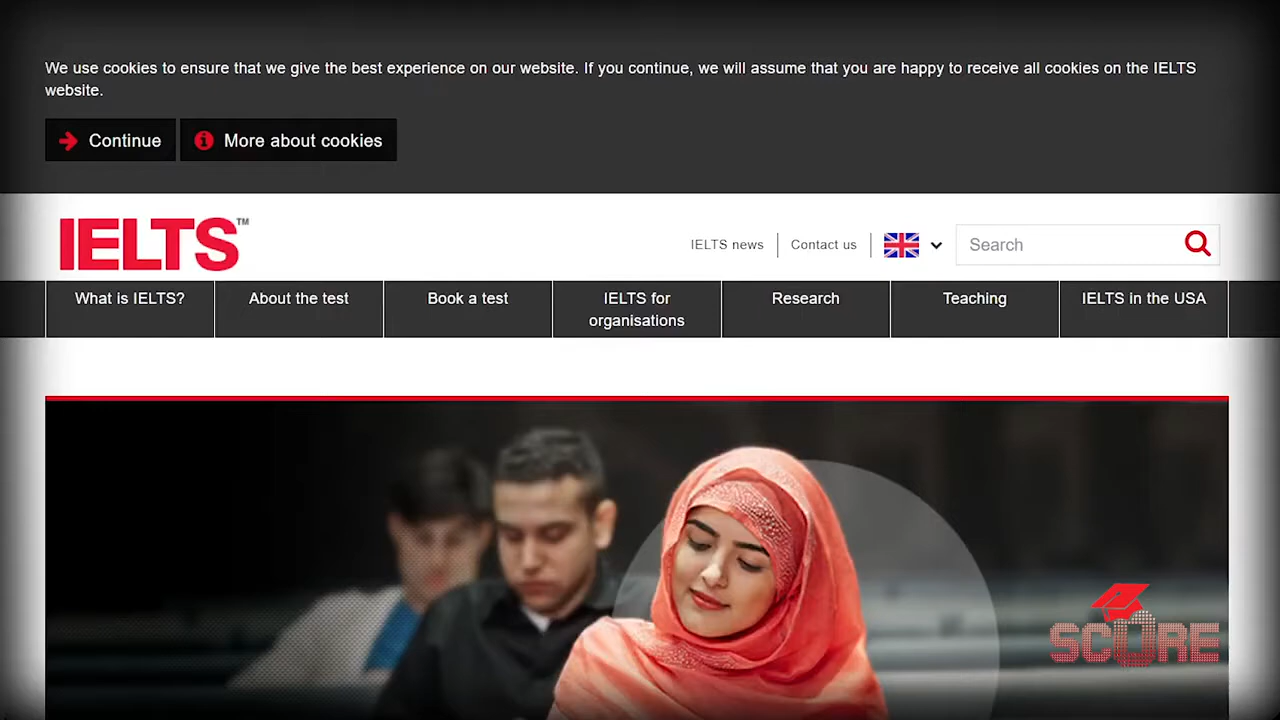 We use cookies to ensure that we give the best experience on our website. If you continue, we will assume that you are happy to receive all cookies on the IELTS
website.
Continue
More about cookies
IELTS™
IELTS news
Contact us
Search
What is IELTS?
About the test
Book a test
IELTS for
organisations
Research
Teaching
IELTS in the USA
SCORE